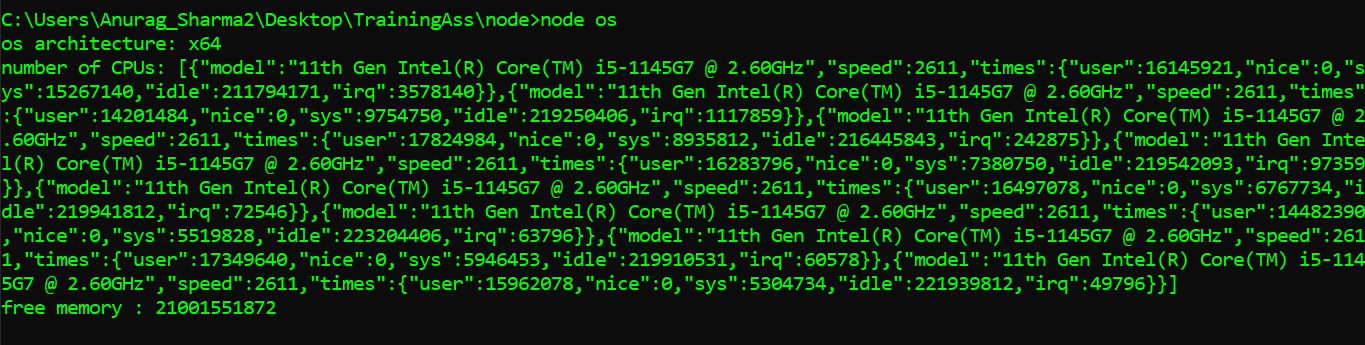 C:\Users\Anurag_Sharma2\Desktop\TrainingAss\node>node os
os architecture: x64
number of CPUs: [{"model":"11th Gen Intel(R) Core(TM) i5-1145G7 @ 2.60GHz","speed":2611,"times":{"user":16145921,"nice":0,"s
ys":15267140,"idle":211794171,"irq":3578140}},{"model":"11th Gen Intel(R) Core(TM) i5-1145G7 @ 2.60GHz","speed":2611,"times"
:{"user":14201484,"nice":0,"sys":9754750,"idle":219250406,"irq":1117859}},{"model":"11th Gen Intel(R) Core(TM) i5-1145G7 @ 2
.60GHz","speed":2611,"times":{"user":17824984,"nice":0,"sys":8935812,"idle":216445843,"irq":242875}},{"model":"11th Gen Inte
l(R) Core(TM) i5-1145G7 @ 2.60GHz","speed":2611,"times":{"user":16283796,"nice":0,"sys":7380750,"idle":219542093,"irq":97359
}},{"model":"11th Gen Intel(R) Core(TM) i5-1145G7 @ 2.60GHz","speed":2611,"times":{"user":16497078,"nice":0,"sys":6767734,"i
dle":219941812,"irq":72546}},{"model":"11th Gen Intel(R) Core(TM) i5-1145G7 @ 2.60GHz","speed":2611,"times":{"user":14482390
,"nice":0,"sys":5519828,"idle":223204406,"irq":63796}},{"model":"11th Gen Intel(R) Core(TM) i5-1145G7 @ 2.60GHz","speed":261
1,"times":{"user":17349640,"nice":0,"sys":5946453,"idle":219910531,"irq":60578}},{"model":"11th Gen Intel(R) Core(TM) i5-114
5G7 @ 2.60GHz","speed":2611,"times":{"user":15962078,"nice":0,"sys":5304734,"idle":221939812,"irq":49796}}]
free memory : 21001551872